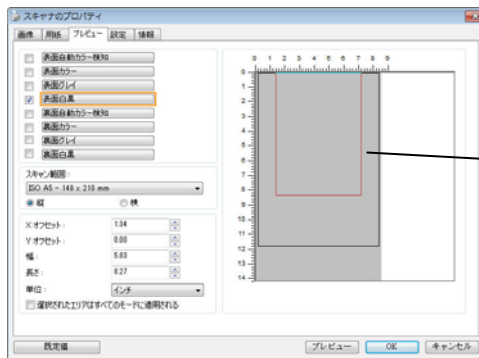 スキャナのプロパティ
画像 用紙 プレビュー 設定 情報
表面自動カラー検知
表面カラー
表面グレイ
表面白黒
裏面自動カラー検知
裏面カラー
裏面グレイ
裏面白黒
スキャン範囲:
ISO A5 - 148 x 210 mm
縦 横
X オフセット: 1.34
Y オフセット: 0.00
幅: 5.83
長さ: 8.27
単位: インチ
選択されたエリアはすべてのモードに適用される
0 1 2 3 4 5 6 7 8 9
0
1
2
3
4
5
6
7
8
9
10
11
12
13
14
既定値 プレビュー OK キャンセル